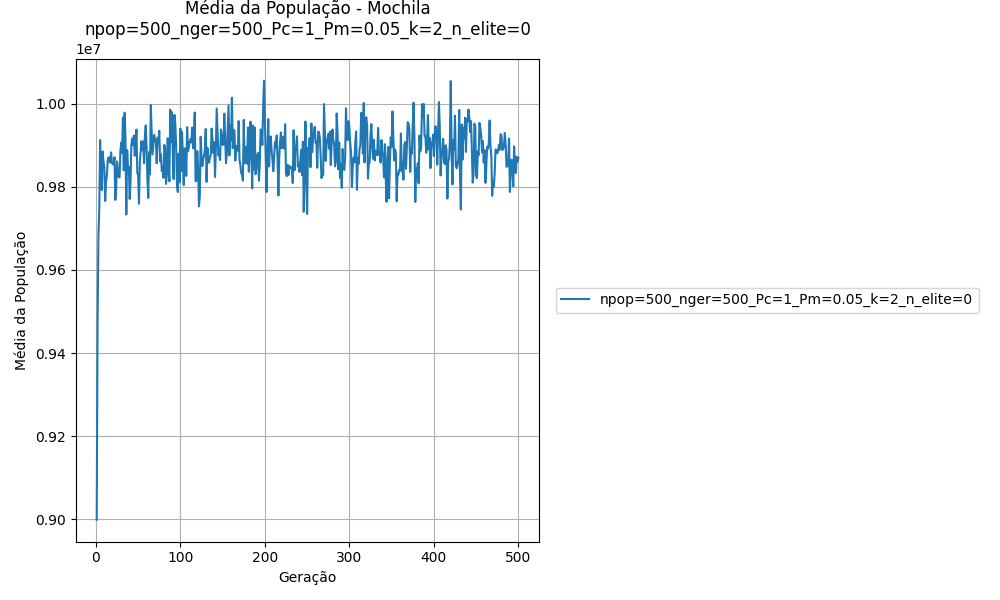 Média da População - Mochila
npop=500_nger=500_Pc=1_Pm=0.05_k=2_n_elite=0
1e7
1.00
0.98
0.96
0.94
0.92
0.90
Média da População
0 100 200 300 400 500
Geração
npop=500_nger=500_Pc=1_Pm=0.05_k=2_n_elite=0